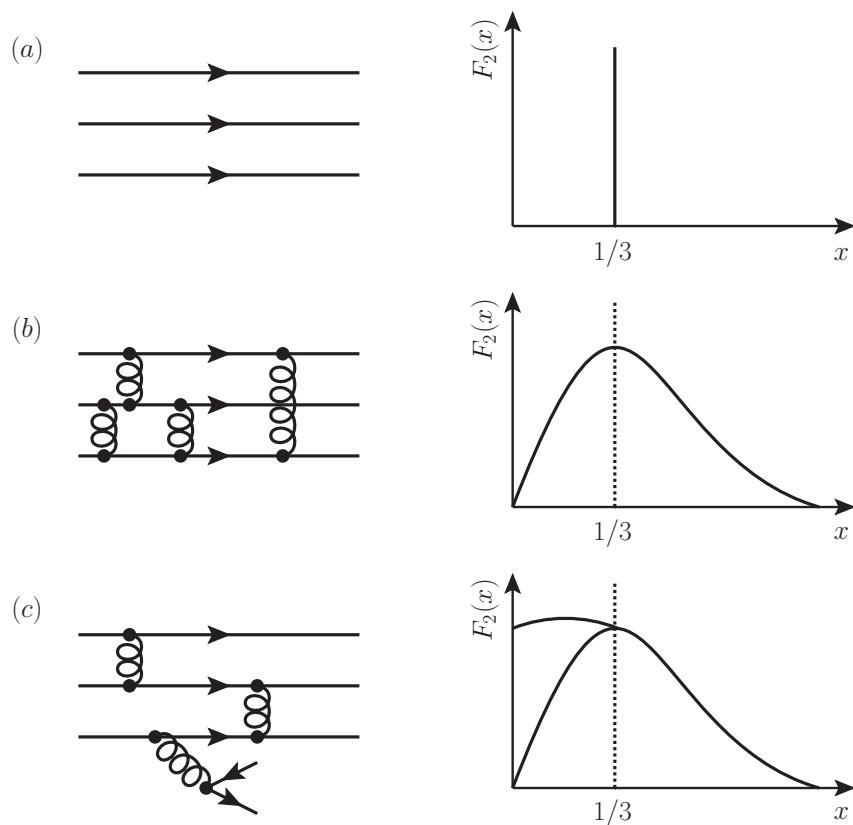 (a)
F₂(x)
1/3
x
(b)
F₂(x)
1/3
x
(c)
F₂(x)
1/3
x